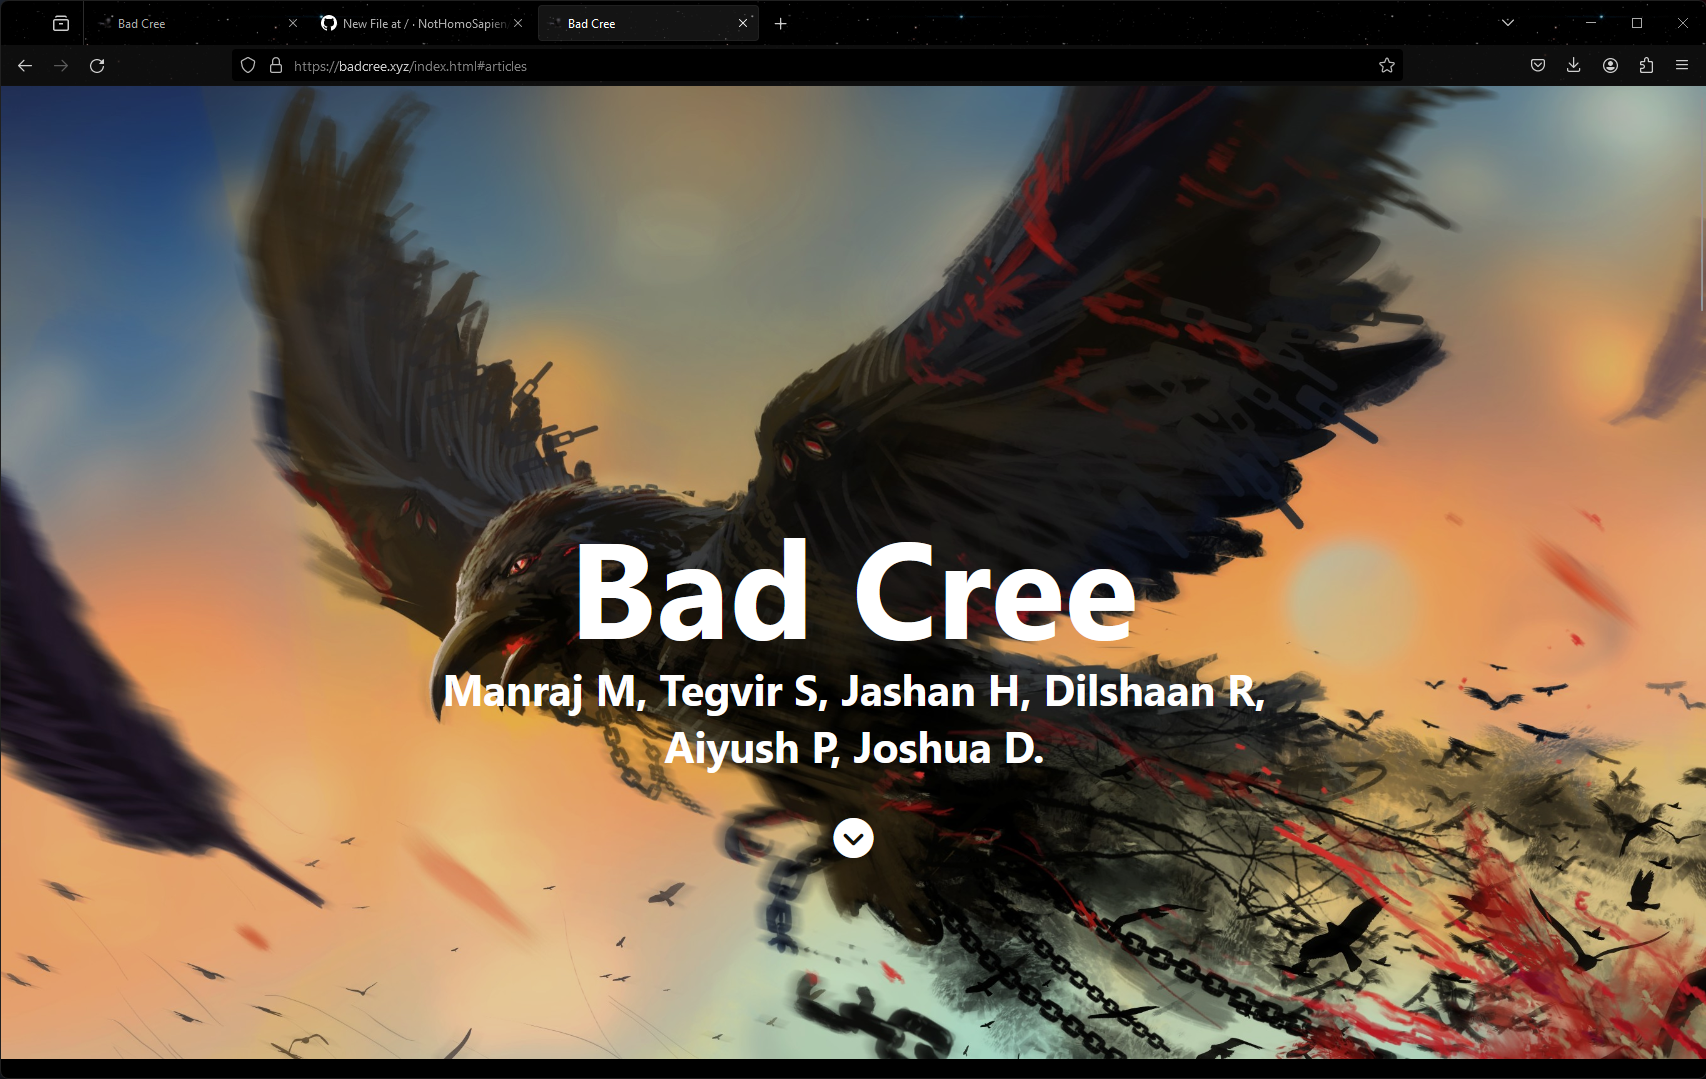 Bad Cree
New File at / · NotHomoSapien
Bad Cree
https://badcree.xyz/index.html#articles
Bad Cree
Manraj M, Tegvir S, Jashan H, Dilshaan R,
Aiyush P, Joshua D.